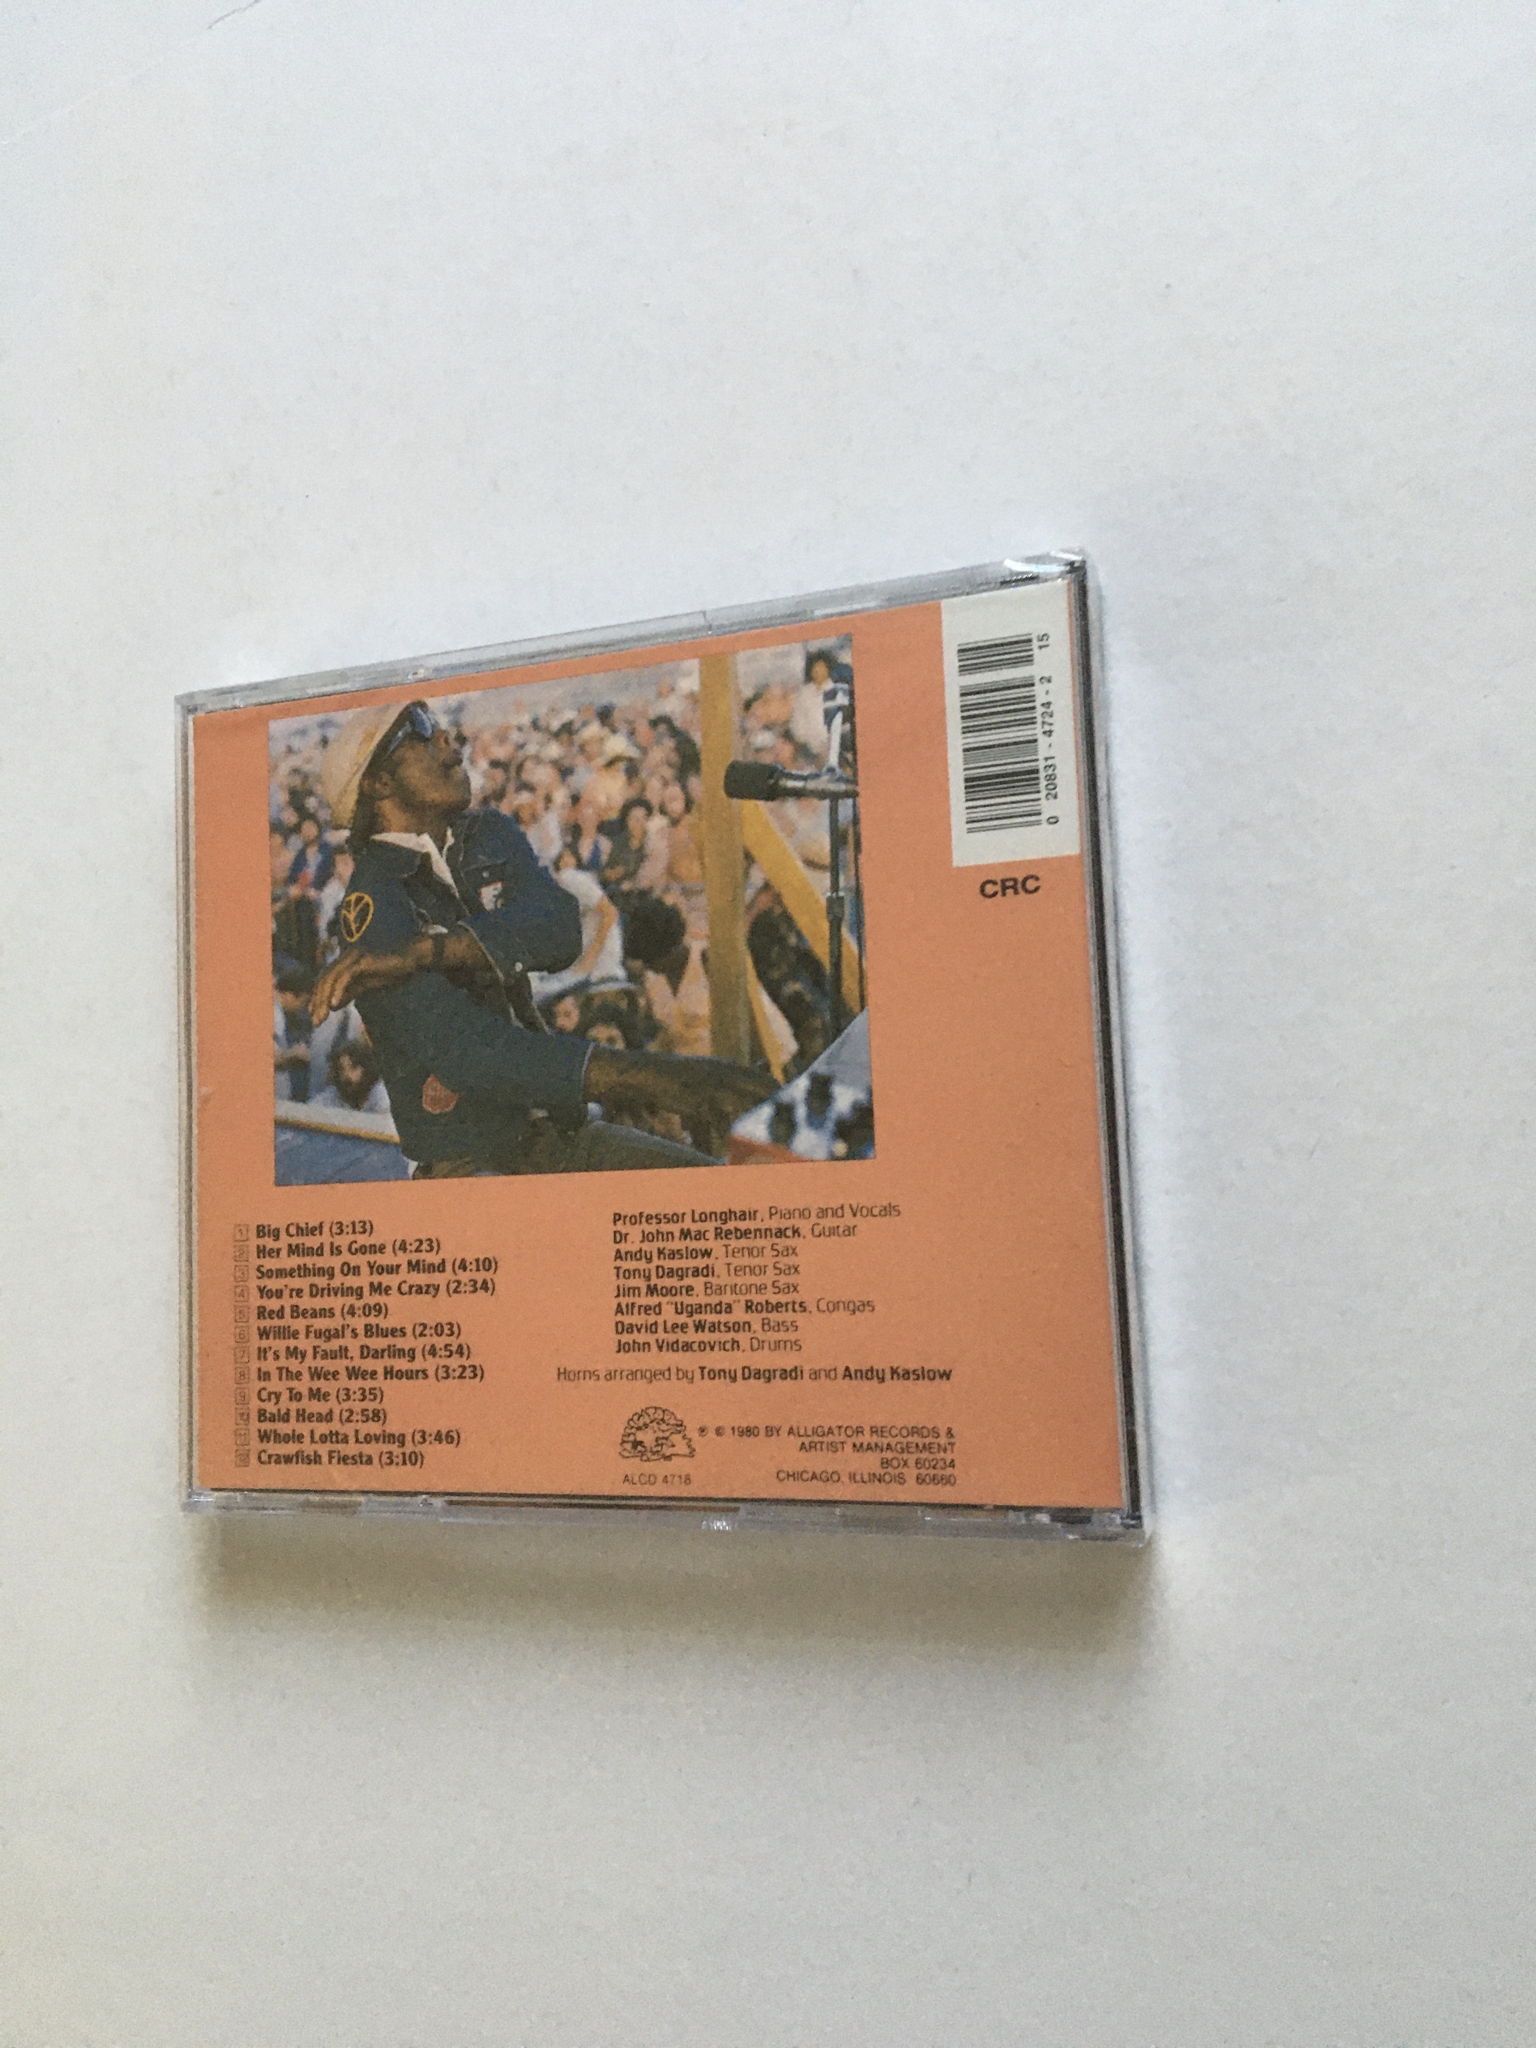 0 20831 - 4724 - 2 15
CRC
1 Big Chief (3:13)
2 Her Mind Is Gone (4:23)
3 Something On Your Mind (4:10)
4 You're Driving Me Crazy (2:34)
5 Red Beans (4:09)
6 Willie Fugal's Blues (2:03)
7 It's My Fault, Darling (4:54)
8 In The Wee Wee Hours (3:23)
9 Cry To Me (3:35)
10 Bald Head (2:58)
11 Whole Lotta Loving (3:46)
12 Crawfish Fiesta (3:10)
Professor Longhair, Piano and Vocals
Dr. John Mac Rebennack, Guitar
Andy Kaslow, Tenor Sax
Tony Dagradi, Tenor Sax
Jim Moore, Baritone Sax
Alfred "Uganda" Roberts, Congas
David Lee Watson, Bass
John Vidacovich, Drums
Horns arranged by Tony Dagradi and Andy Kaslow
℗ © 1980 BY ALLIGATOR RECORDS &
ARTIST MANAGEMENT
BOX 60234
CHICAGO, ILLINOIS 60660
ALCD 4718